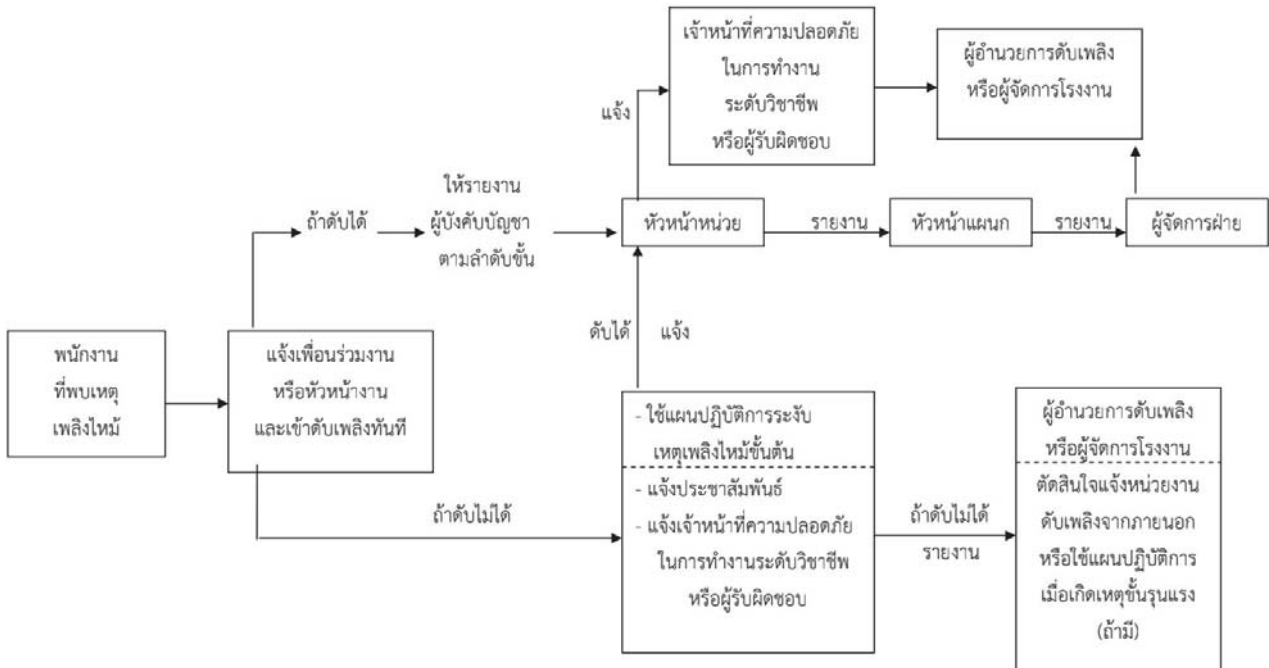 เจ้าหน้าที่ความปลอดภัย
ในการทำงาน
ระดับวิชาชีพ
หรือผู้รับผิดชอบ
ผู้อำนวยการดับเพลิง
หรือผู้จัดการโรงงาน
แจ้ง
ให้รายงาน
ผู้บังคับบัญชา
ตามลำดับขั้น
ถ้าดับได้
หัวหน้าหน่วย
รายงาน
หัวหน้าแผนก
รายงาน
ผู้จัดการฝ่าย
ดับได้ แจ้ง
พนักงาน
ที่พบเหตุ
เพลิงไหม้
แจ้งเพื่อนร่วมงาน
หรือหัวหน้างาน
และเข้าดับเพลิงทันที
ถ้าดับไม่ได้
- ใช้แผนปฏิบัติการระงับ
เหตุเพลิงไหม้ขั้นต้น
- แจ้งประชาสัมพันธ์
- แจ้งเจ้าหน้าที่ความปลอดภัย
ในการทำงานระดับวิชาชีพ
หรือผู้รับผิดชอบ
ถ้าดับไม่ได้
รายงาน
ผู้อำนวยการดับเพลิง
หรือผู้จัดการโรงงาน
ตัดสินใจแจ้งหน่วยงาน
ดับเพลิงจากภายนอก
หรือใช้แผนปฏิบัติการ
เมื่อเกิดเหตุขั้นรุนแรง
(ถ้ามี)